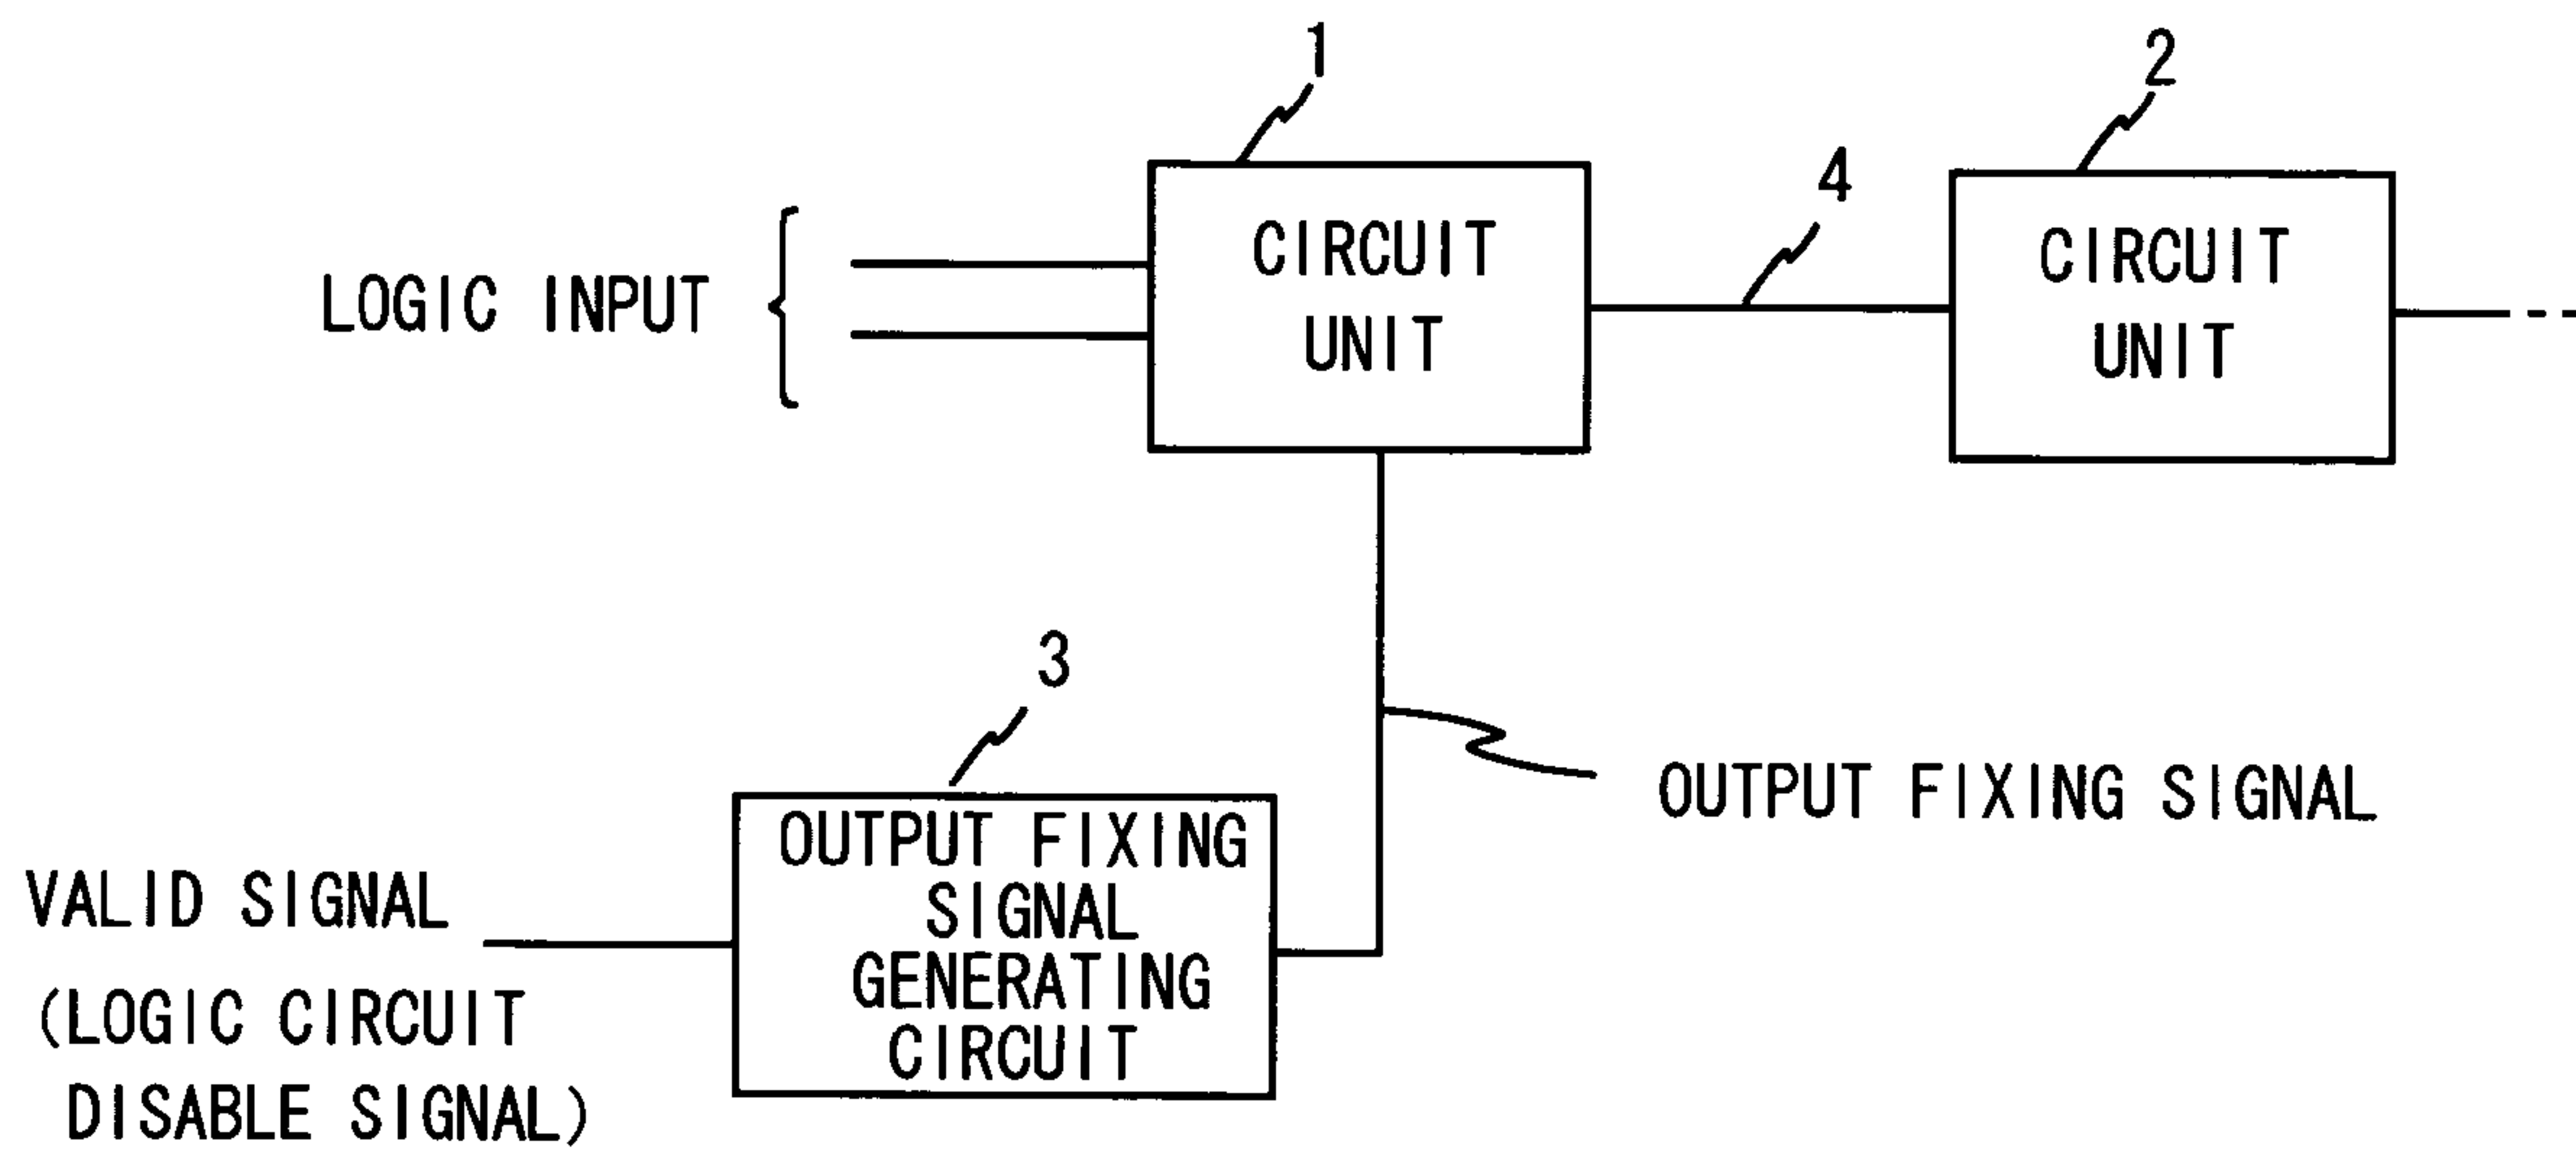 1
2
4
LOGIC INPUT
CIRCUIT
UNIT
CIRCUIT
UNIT
3
OUTPUT FIXING SIGNAL
OUTPUT FIXING
SIGNAL
GENERATING
CIRCUIT
VALID SIGNAL
(LOGIC CIRCUIT
DISABLE SIGNAL)